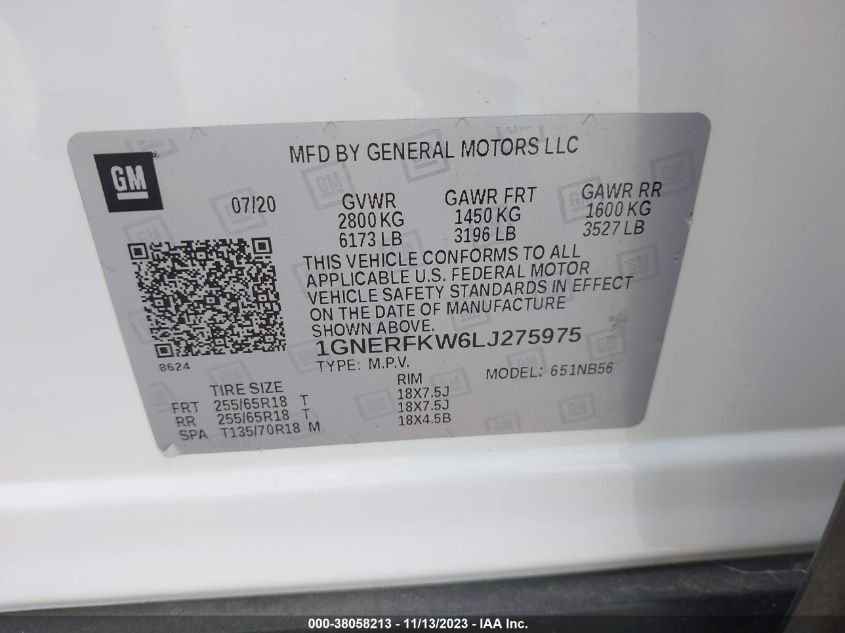 GM
MFD BY GENERAL MOTORS LLC
07/20
GVWR GAWR FRT GAWR RR
2800 KG 1450 KG 1600 KG
6173 LB 3196 LB 3527 LB
THIS VEHICLE CONFORMS TO ALL
APPLICABLE U.S. FEDERAL MOTOR
VEHICLE SAFETY STANDARDS IN EFFECT
ON THE DATE OF MANUFACTURE
SHOWN ABOVE.
1GNERFKW6LJ275975
8624
TYPE: M.P.V. MODEL: 651NB56
TIRE SIZE RIM
FRT 255/65R18 T 18X7.5J
RR 255/65R18 T 18X7.5J
SPA T135/70R18 M 18X4.5B
000-38058213 - 11/13/2023 - IAA Inc.